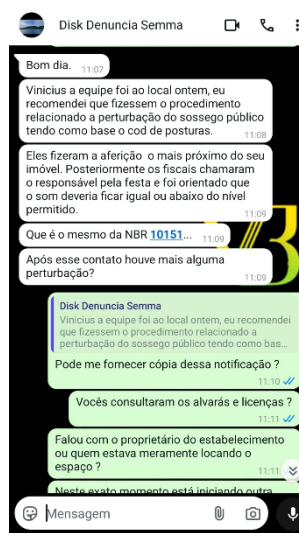 Disk Denuncia Semma
Bom dia. 11:07
Vinicius a equipe foi ao local ontem, eu
recomendei que fizessem o procedimento
relacionado a perturbação do sossego público
tendo como base o cod de posturas. 11:08
Eles fizeram a aferição o mais próximo do seu
imóvel. Posteriormente os fiscais chamaram
o responsável pela festa e foi orientado que
o som deveria ficar igual ou abaixo do nível
permitido. 11:09
Que é o mesmo da NBR 10151... 11:09
Após esse contato houve mais alguma
perturbação? 11:09
Disk Denuncia Semma
Vinicius a equipe foi ao local ontem, eu
recomendei que fizessem o procedimento
relacionado a perturbação do sossego público
tendo como bas...
Pode me fornecer cópia dessa notificação ?
11:10
Vocês consultaram os alvarás e licenças ?
11:11
Falou com o proprietário do estabelecimento
ou quem estava meramente locando o
espaço ? 11:11
Neste exato momento está iniciando outra
Mensagem